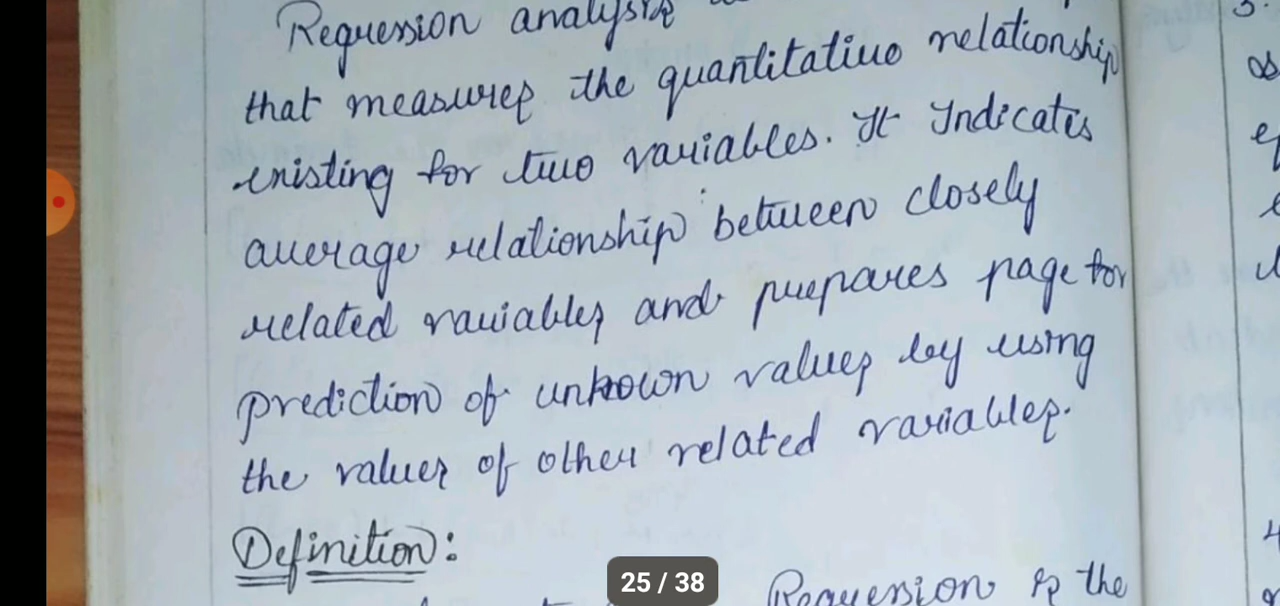 Regression analysis
that measures the quantitative relationship
existing for two variables. It Indicates
average relationship between closely
related variables and prepares page for
prediction of unknown values by using
the values of other related variables.
Definition:
Regression is the
25 / 38